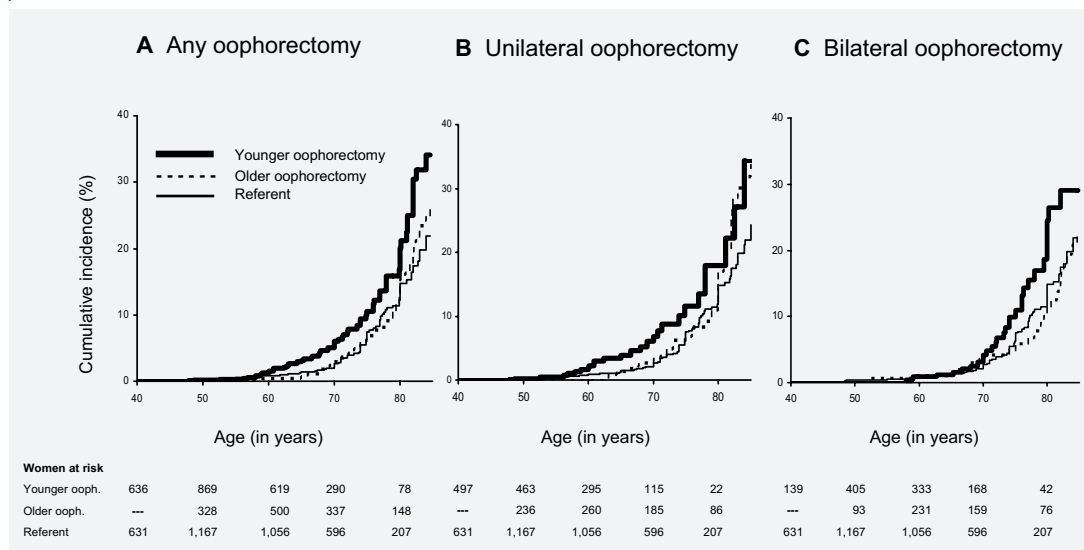 A Any oophorectomy
B Unilateral oophorectomy
C Bilateral oophorectomy
Cumulative incidence (%)
40
30
20
10
0
Younger oophorectomy
Older oophorectomy
Referent
40 50 60 70 80
Age (in years)
40
30
20
10
0
40 50 60 70 80
Age (in years)
40
30
20
10
0
40 50 60 70 80
Age (in years)
Women at risk
Younger ooph. 636 869 619 290 78 497 463 295 115 22 139 405 333 168 42
Older ooph. --- 328 500 337 148 --- 236 260 185 86 --- 93 231 159 76
Referent 631 1,167 1,056 596 207 631 1,167 1,056 596 207 631 1,167 1,056 596 207